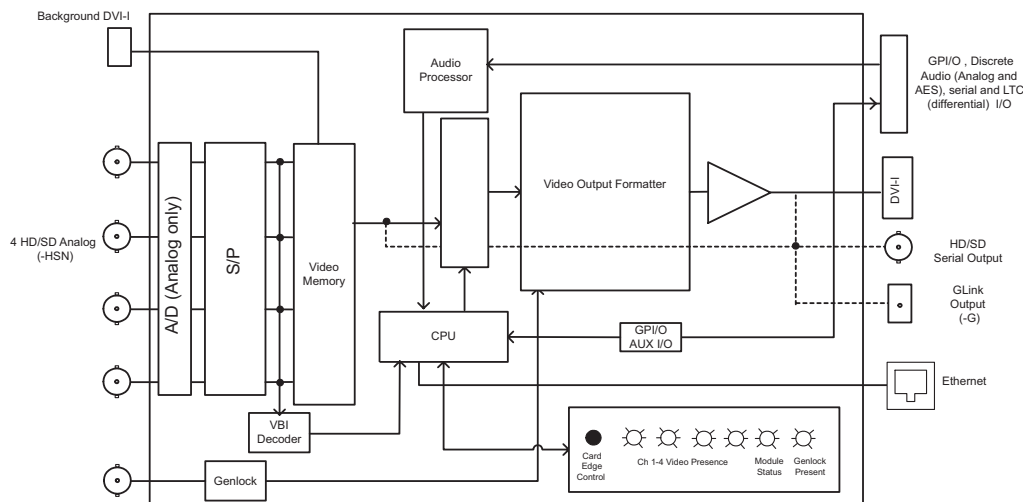 Background DVI-I
Audio
Processor
GPI/O , Discrete
Audio (Analog and
AES), serial and LTC
(differential)  I/O
4 HD/SD Analog
(-HSN)
A/D (Analog only)
S/P
Video
Memory
Video Output Formatter
DVI-I
HD/SD
Serial Output
GLink
Output
(-G)
CPU
GPI/O
AUX I/O
Ethernet
VBI
Decoder
Genlock
Card
Edge
Control
Ch 1-4 Video Presence
Module
Status
Genlock
Present